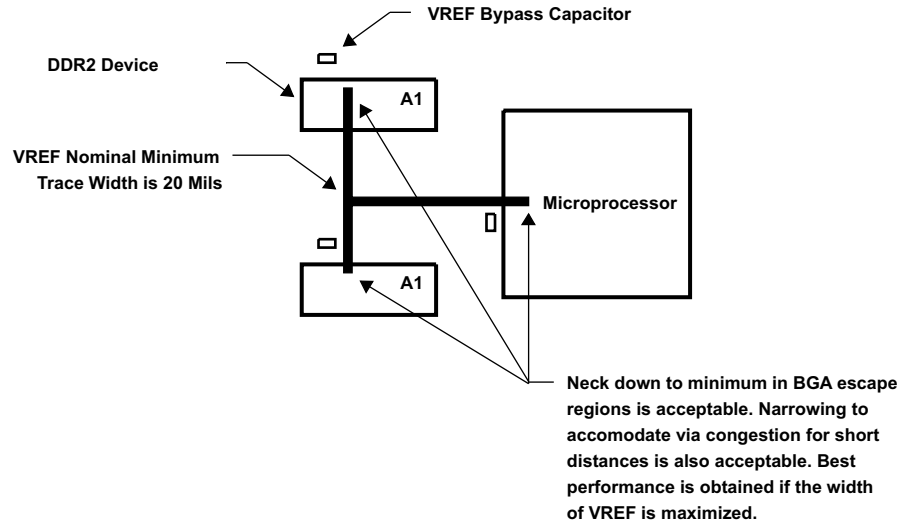 VREF Bypass Capacitor
DDR2 Device
A1
VREF Nominal Minimum
Trace Width is 20 Mils
Microprocessor
A1
Neck down to minimum in BGA escape
regions is acceptable. Narrowing to
accomodate via congestion for short
distances is also acceptable. Best
performance is obtained if the width
of VREF is maximized.